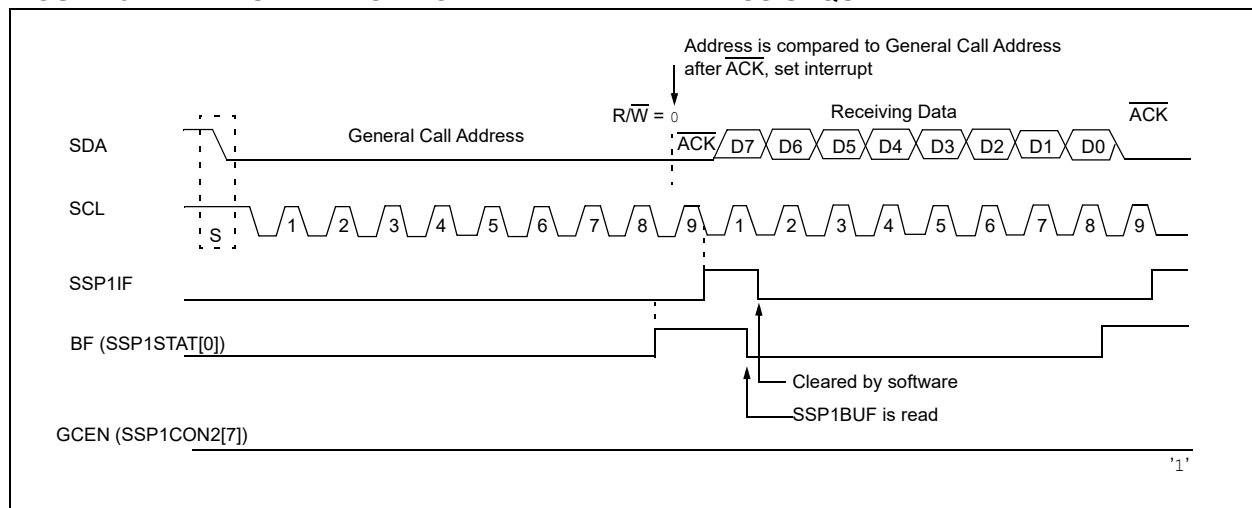 Address is compared to General Call Address
after ACK, set interrupt
R/W = 0
Receiving Data
ACK
SDA
General Call Address
ACK
D7 D6 D5 D4 D3 D2 D1 D0
SCL
S
1 2 3 4 5 6 7 8 9 1 2 3 4 5 6 7 8 9
SSP1IF
BF (SSP1STAT[0])
Cleared by software
SSP1BUF is read
GCEN (SSP1CON2[7])
'1'